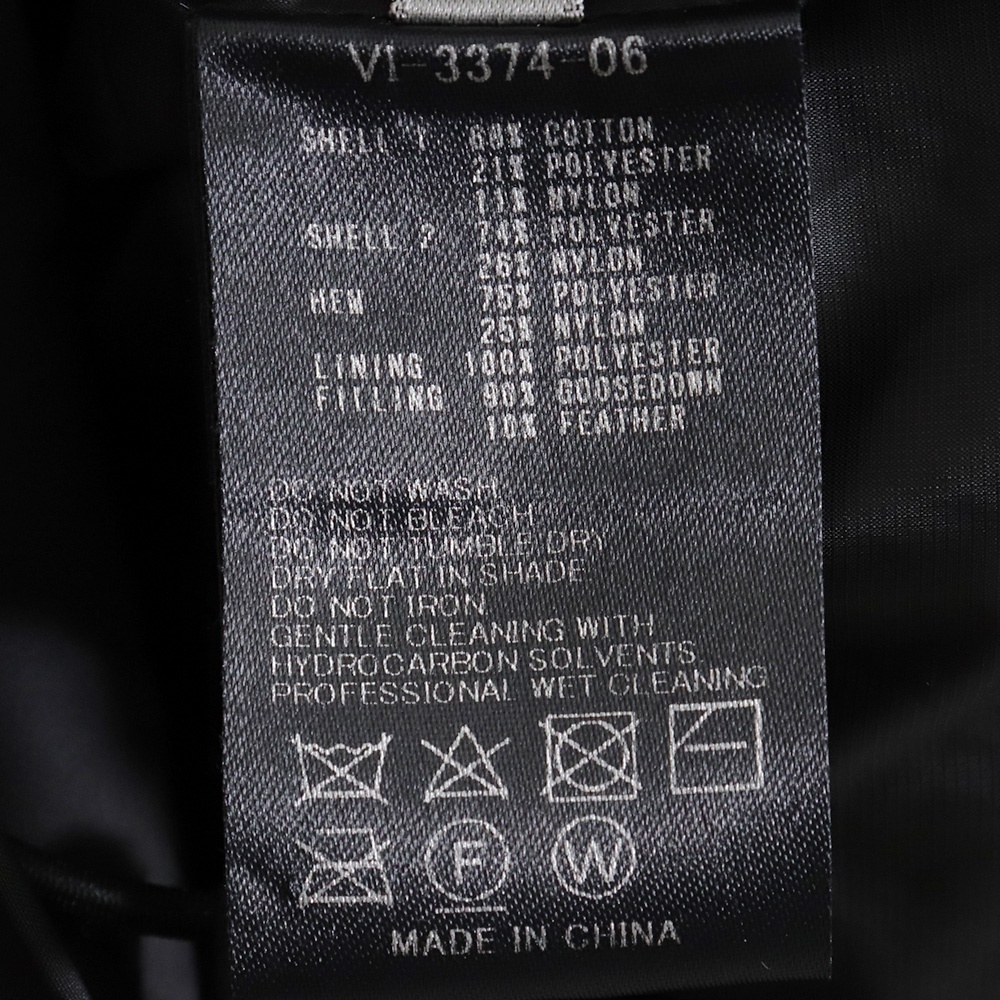 VI-3374-06
SHELL 1 68% COTTON
21% POLYESTER
11% NYLON
SHELL 2 74% POLYESTER
26% NYLON
HEM 75% POLYESTER
25% NYLON
LINING 100% POLYESTER
FILLING 90% GOOSEDOWN
10% FEATHER
DO NOT WASH
DO NOT BLEACH
DO NOT TUMBLE DRY
DRY FLAT IN SHADE
DO NOT IRON
GENTLE CLEANING WITH
HYDROCARBON SOLVENTS
PROFESSIONAL WET CLEANING
F W
MADE IN CHINA